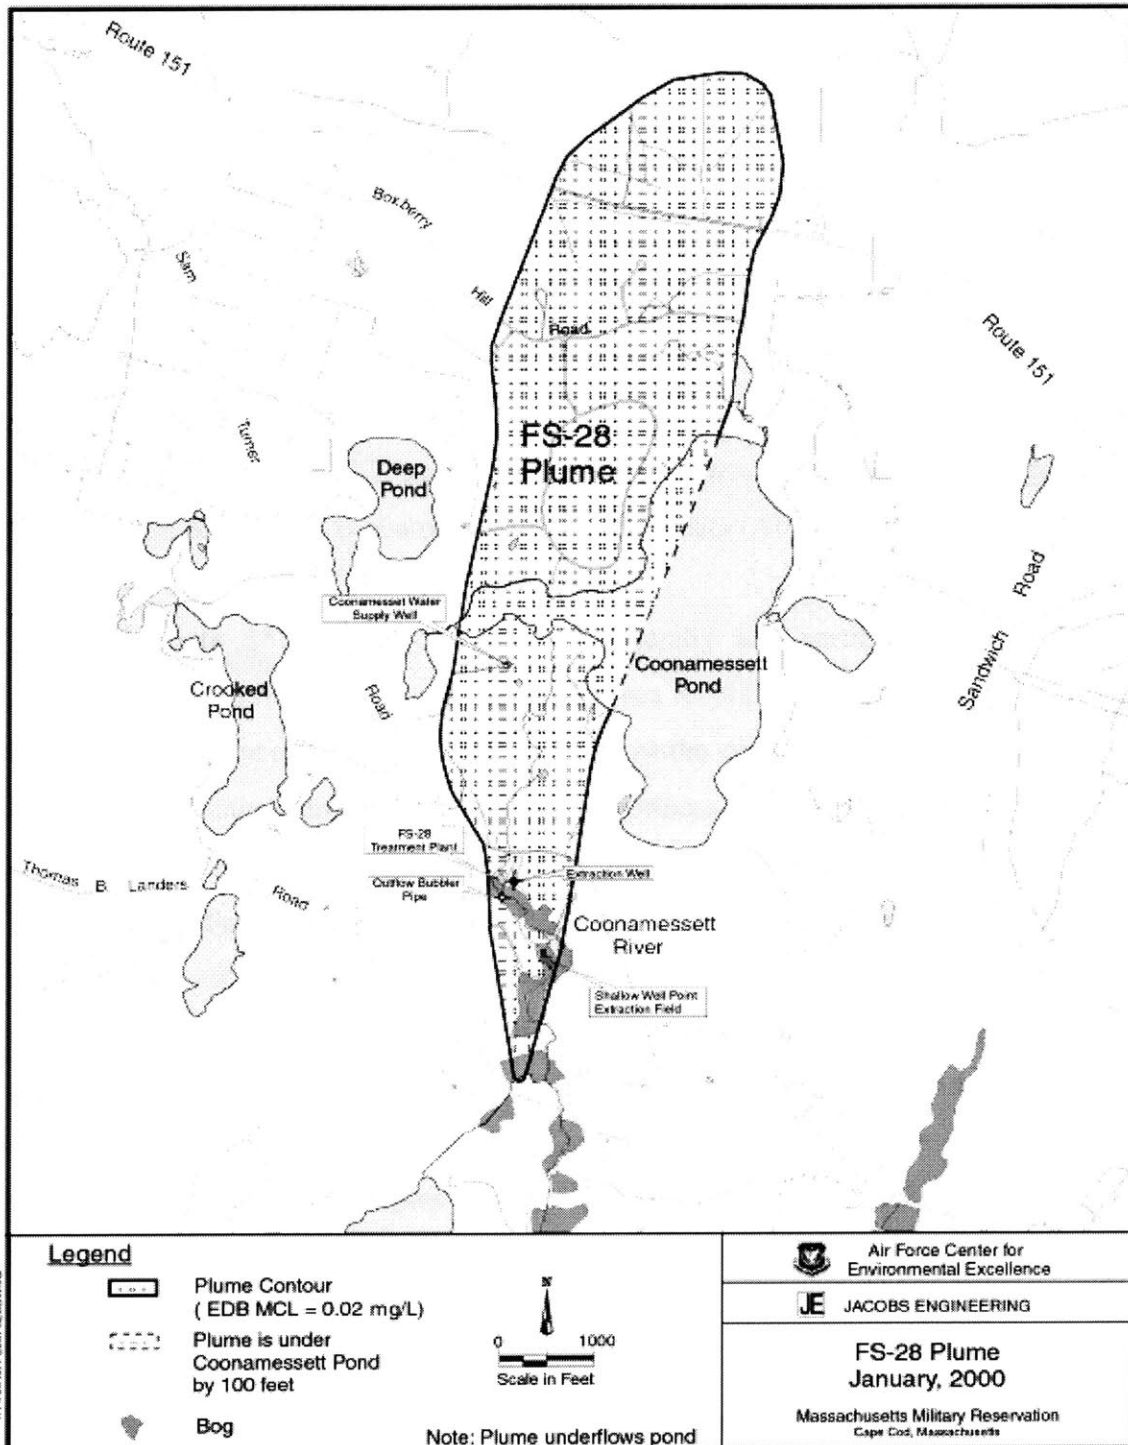 Route 151
Boxberry
Sam
Hill
Road
Route 151
Turner
FS-28
Plume
Deep
Pond
Coonamesset Water
Supply Well
Road
Sandwich
Crooked
Pond
Road
Coonamessett
Pond
FS-28
Treatment Plant
Thomas B. Landers
Road
Outflow Bubbler
Pipe
Extraction Well
Coonamessett
River
Shallow Well Point
Extraction Field
Legend
Plume Contour
( EDB MCL = 0.02 mg/L)
Plume is under
Coonamessett Pond
by 100 feet
Bog
N
0 1000
Scale in Feet
Note: Plume underflows pond
Air Force Center for
Environmental Excellence
JE JACOBS ENGINEERING
FS-28 Plume
January, 2000
Massachusetts Military Reservation
Cape Cod, Massachusetts